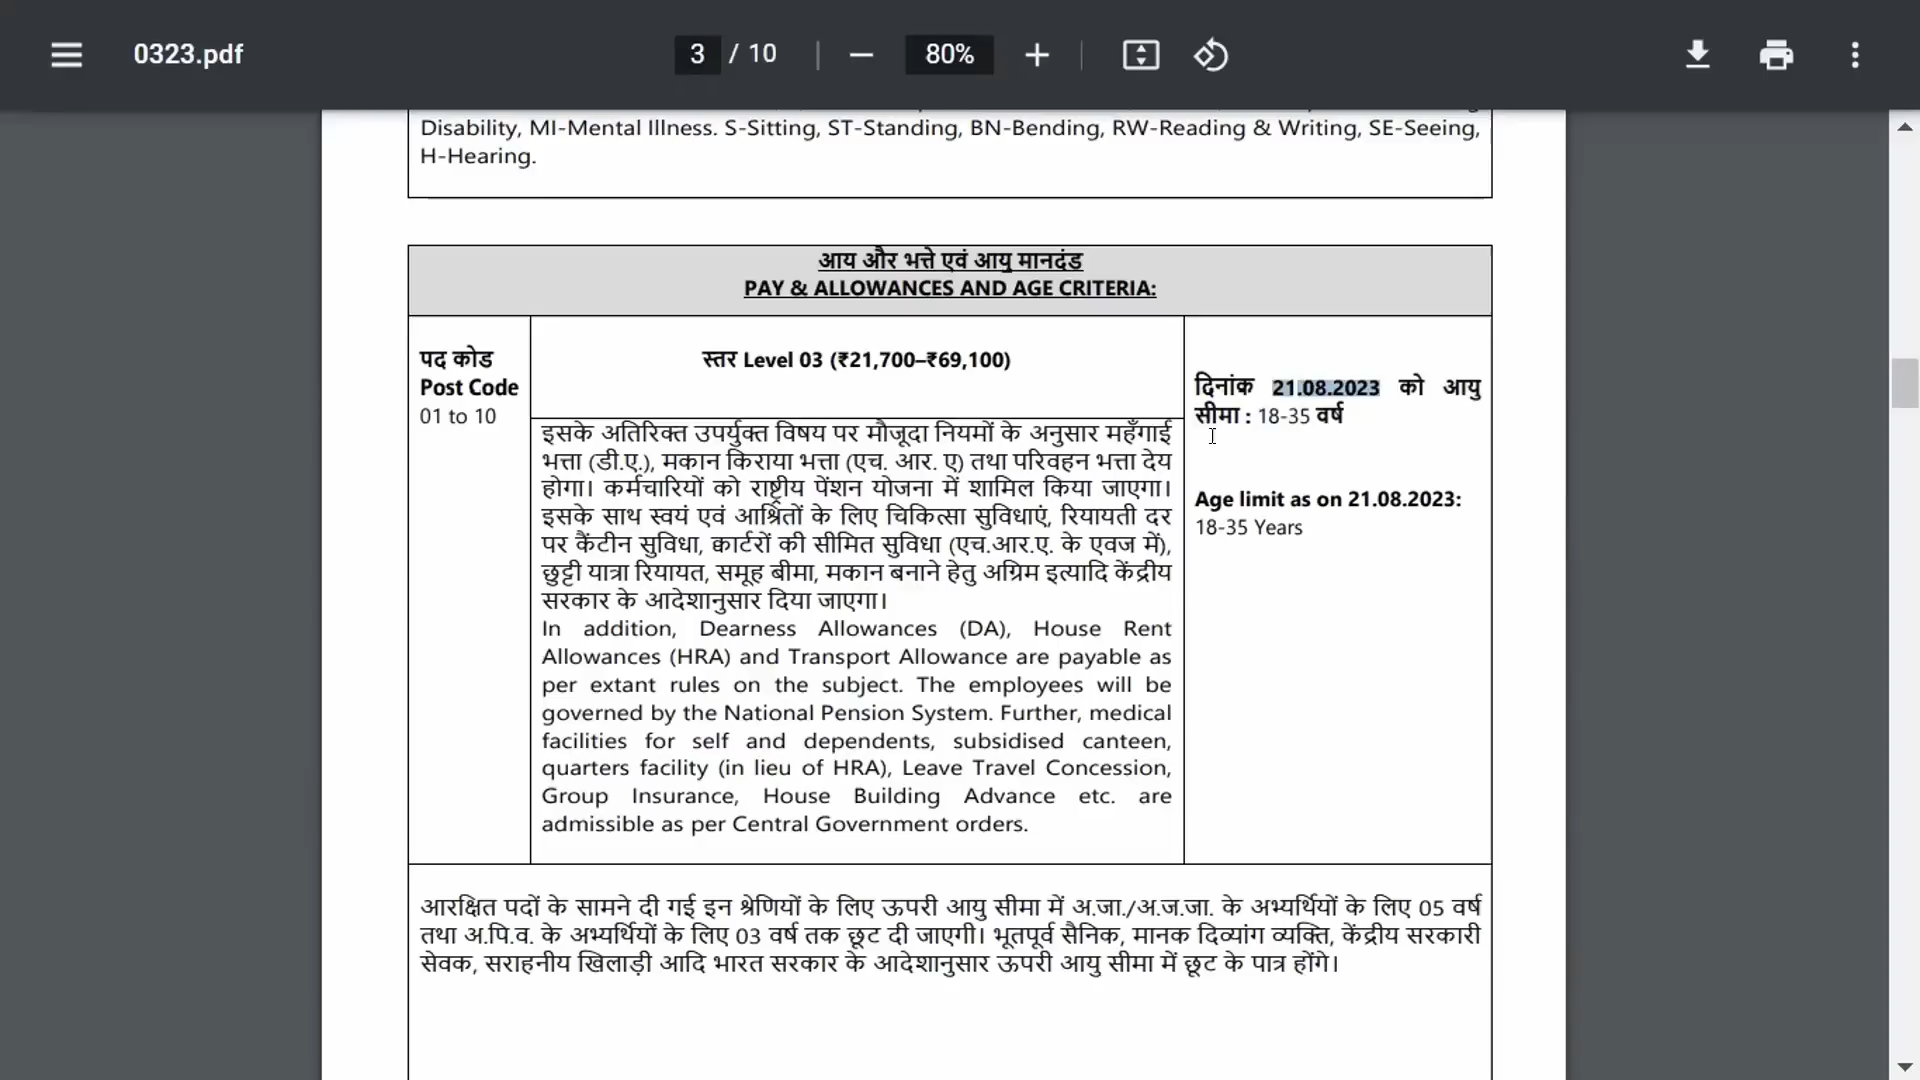 0323.pdf
3 / 10
80%
Disability, MI-Mental Illness. S-Sitting, ST-Standing, BN-Bending, RW-Reading & Writing, SE-Seeing,
H-Hearing.
आय और भत्ते एवं आयु मानदंड
PAY & ALLOWANCES AND AGE CRITERIA:
पद कोड
Post Code
01 to 10
स्तर Level 03 (₹21,700–₹69,100)
इसके अतिरिक्त उपर्युक्त विषय पर मौजूदा नियमों के अनुसार महँगाई
भत्ता (डी.ए.), मकान किराया भत्ता (एच. आर. ए) तथा परिवहन भत्ता देय
होगा। कर्मचारियों को राष्ट्रीय पेंशन योजना में शामिल किया जाएगा।
इसके साथ स्वयं एवं आश्रितों के लिए चिकित्सा सुविधाएं, रियायती दर
पर कैंटीन सुविधा, क्वार्टरों की सीमित सुविधा (एच.आर.ए. के एवज में),
छुट्टी यात्रा रियायत, समूह बीमा, मकान बनाने हेतु अग्रिम इत्यादि केंद्रीय
सरकार के आदेशानुसार दिया जाएगा।
In addition, Dearness Allowances (DA), House Rent
Allowances (HRA) and Transport Allowance are payable as
per extant rules on the subject. The employees will be
governed by the National Pension System. Further, medical
facilities for self and dependents, subsidised canteen,
quarters facility (in lieu of HRA), Leave Travel Concession,
Group Insurance, House Building Advance etc. are
admissible as per Central Government orders.
दिनांक 21.08.2023 को आयु
सीमा : 18-35 वर्ष
Age limit as on 21.08.2023:
18-35 Years
आरक्षित पदों के सामने दी गई इन श्रेणियों के लिए ऊपरी आयु सीमा में अ.जा./अ.ज.जा. के अभ्यर्थियों के लिए 05 वर्ष
तथा अ.पि.व. के अभ्यर्थियों के लिए 03 वर्ष तक छूट दी जाएगी। भूतपूर्व सैनिक, मानक दिव्यांग व्यक्ति, केंद्रीय सरकारी
सेवक, सराहनीय खिलाड़ी आदि भारत सरकार के आदेशानुसार ऊपरी आयु सीमा में छूट के पात्र होंगे।